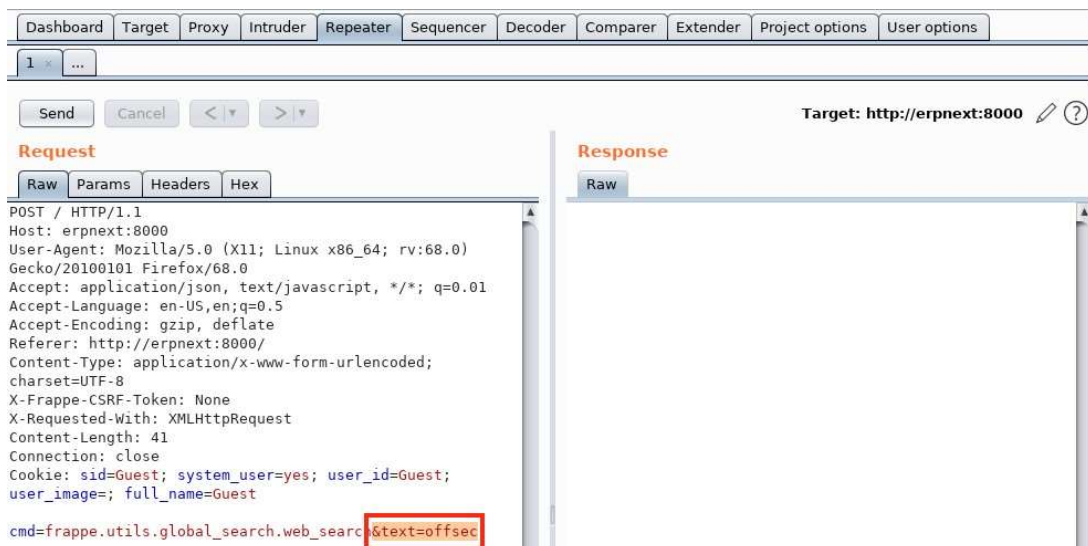 Dashboard Target Proxy Intruder Repeater Sequencer Decoder Comparer Extender Project options User options
1 × ...
Send Cancel < > Target: http://erpnext:8000 ?
Request Response
Raw Params Headers Hex Raw
POST / HTTP/1.1
Host: erpnext:8000
User-Agent: Mozilla/5.0 (X11; Linux x86_64; rv:68.0)
Gecko/20100101 Firefox/68.0
Accept: application/json, text/javascript, */*; q=0.01
Accept-Language: en-US,en;q=0.5
Accept-Encoding: gzip, deflate
Referer: http://erpnext:8000/
Content-Type: application/x-www-form-urlencoded;
charset=UTF-8
X-Frappe-CSRF-Token: None
X-Requested-With: XMLHttpRequest
Content-Length: 41
Connection: close
Cookie: sid=Guest; system_user=yes; user_id=Guest;
user_image=; full_name=Guest
cmd=frappe.utils.global_search.web_search&text=offsec